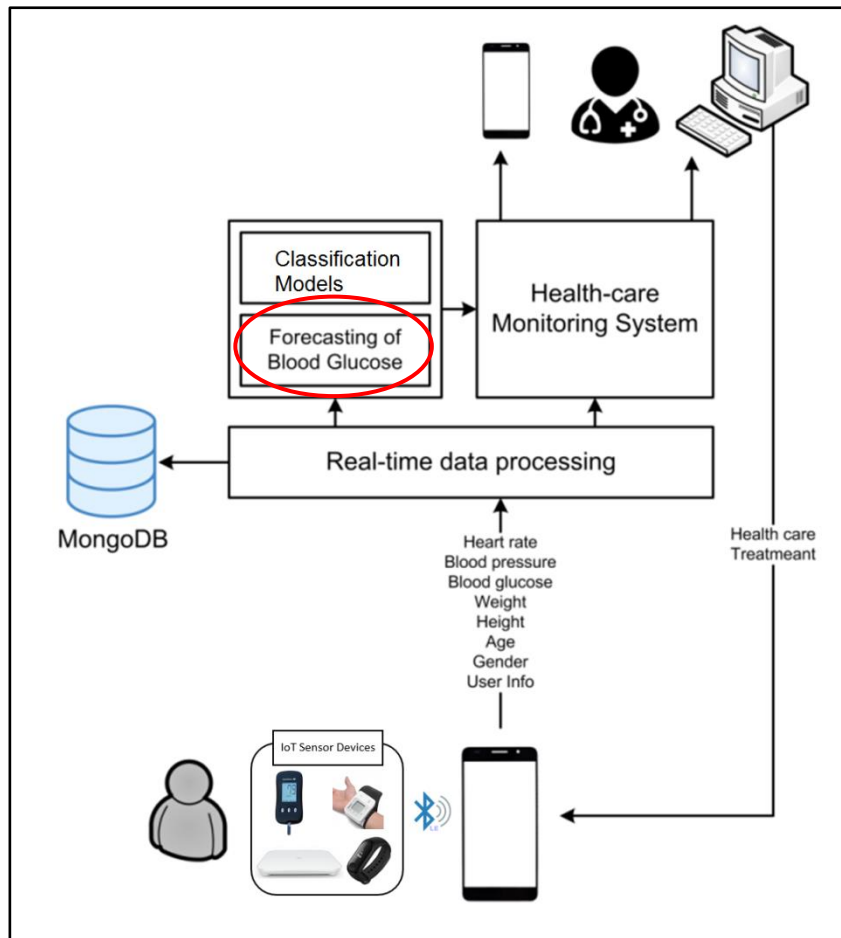 Classification
Models
Forecasting of
Blood Glucose
Health-care
Monitoring System
Real-time data processing
MongoDB
Heart rate
Blood pressure
Blood glucose
Weight
Height
Age
Gender
User Info
Health care
Treatmeant
IoT Sensor Devices
LE